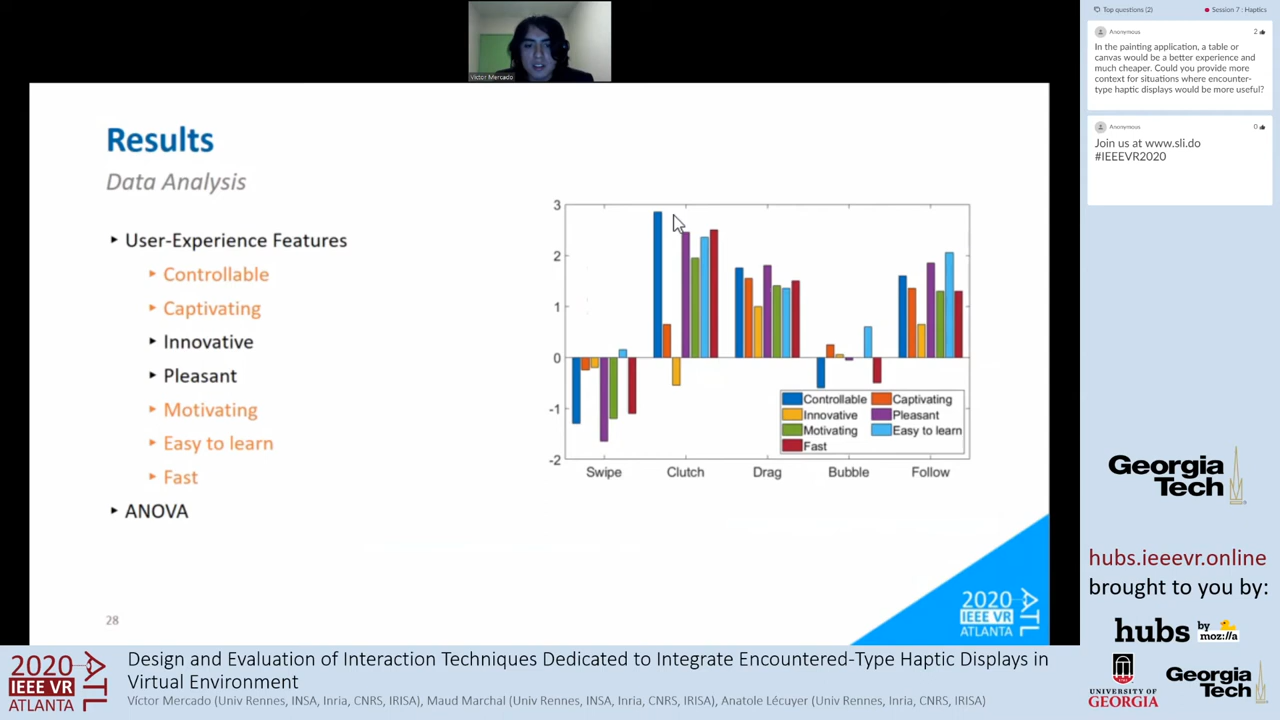 Victor Mercado
Top questions (2)
Session 7 : Haptics
Anonymous
2
In the painting application, a table or
canvas would be a better experience and
much cheaper. Could you provide more
context for situations where encounter-
type haptic displays would be more useful?
Anonymous
0
Join us at www.sli.do
#IEEEVR2020
Results
Data Analysis
User-Experience Features
Controllable
Captivating
Innovative
Pleasant
Motivating
Easy to learn
Fast
ANOVA
3
2
1
0
-1
-2
Swipe
Clutch
Drag
Bubble
Follow
Controllable
Captivating
Innovative
Pleasant
Motivating
Easy to learn
Fast
28
2020
IEEE VR
ATLANTA
ATL
Georgia
Tech
hubs.ieeevr.online
brought to you by:
hubs by moz://a
UNIVERSITY OF
GEORGIA
Georgia
Tech
2020
IEEE VR
ATLANTA
ATL
Design and Evaluation of Interaction Techniques Dedicated to Integrate Encountered-Type Haptic Displays in
Virtual Environment
Víctor Mercado (Univ Rennes, INSA, Inria, CNRS, IRISA), Maud Marchal (Univ Rennes, INSA, Inria, CNRS, IRISA), Anatole Lécuyer (Univ Rennes, Inria, CNRS, IRISA)